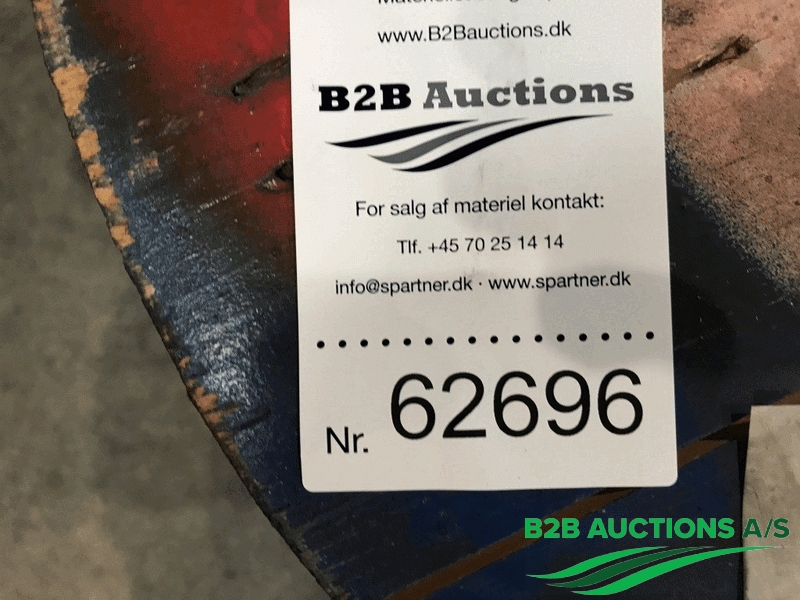 www.B2Bauctions.dk
B2B Auctions
For salg af materiel kontakt:
Tlf. +45 70 25 14 14
info@spartner.dk · www.spartner.dk
Nr. 62696
B2B AUCTIONS A/S